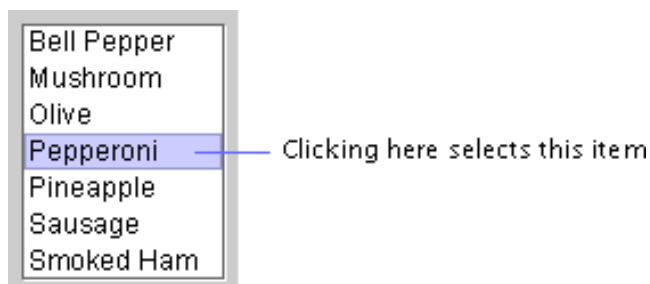 Bell Pepper
Mushroom
Olive
Pepperoni
Clicking here selects this item
Pineapple
Sausage
Smoked Ham